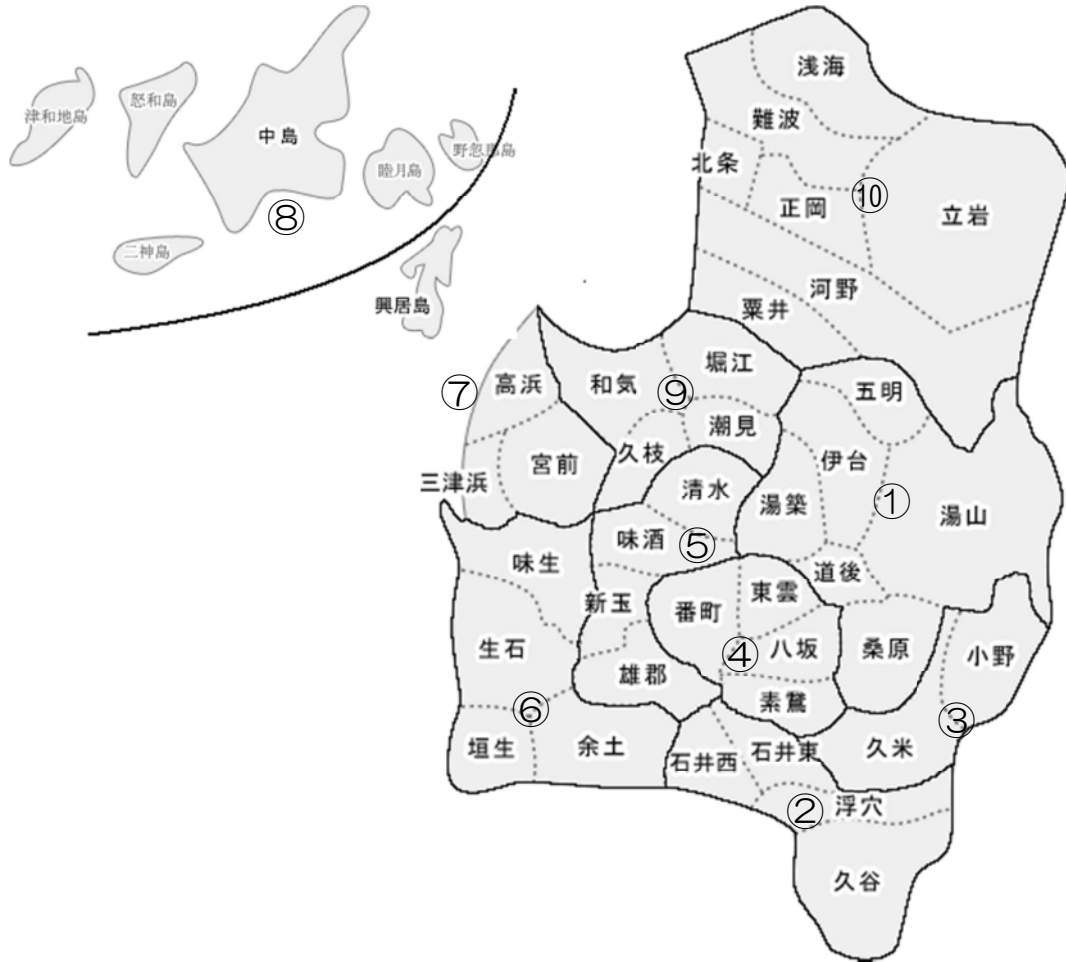 浅海
津和地島
怒和島
中島
難波
野忽那島
北条
睦月島
正岡
⑩
立岩
⑧
二神島
河野
興居島
粟井
堀江
⑦
高浜
和気
⑨
五明
潮見
久枝
宮前
伊台
三津浜
清水
湯築
①
湯山
味酒
⑤
味生
道後
東雲
新玉
番町
生石
④
八坂
桑原
小野
雄郡
素鵞
⑥
③
垣生
余土
石井西
石井東
久米
②
浮穴
久谷